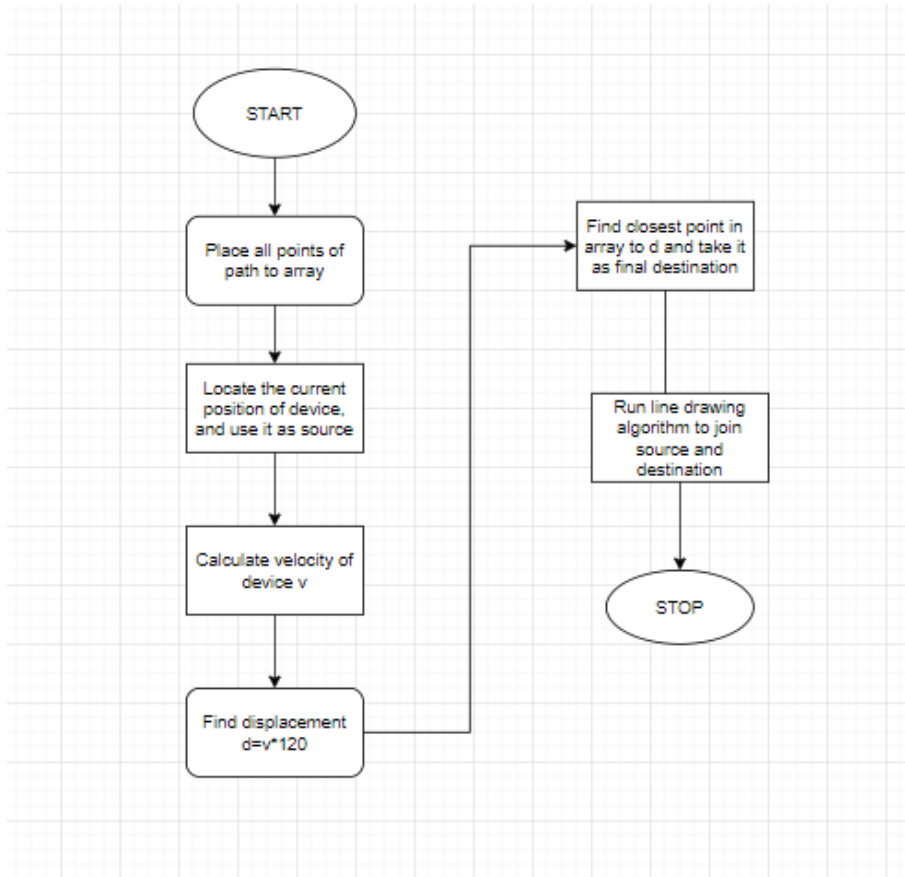 START
Place all points of
path to array
Locate the current
position of device,
and use it as source
Calculate velocity of
device v
Find displacement
d=v*120
Find closest point in
array to d and take it
as final destination
Run line drawing
algorithm to join
source and
destination
STOP